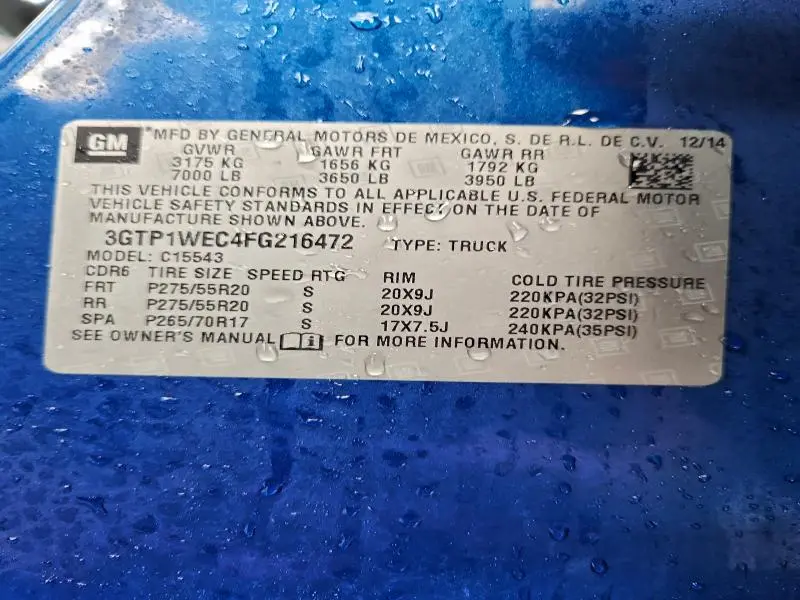 GM *MFD BY GENERAL MOTORS DE MEXICO, S. DE R.L. DE C.V. 12/14
GVWR GAWR FRT GAWR RR
3175 KG 1656 KG 1792 KG
7000 LB 3650 LB 3950 LB
THIS VEHICLE CONFORMS TO ALL APPLICABLE U.S. FEDERAL MOTOR
VEHICLE SAFETY STANDARDS IN EFFECT ON THE DATE OF
MANUFACTURE SHOWN ABOVE.
3GTP1WEC4FG216472 TYPE: TRUCK
MODEL: C15543
CDR6 TIRE SIZE SPEED RTG RIM COLD TIRE PRESSURE
FRT P275/55R20 S 20X9J 220KPA(32PSI)
RR P275/55R20 S 20X9J 220KPA(32PSI)
SPA P265/70R17 S 17X7.5J 240KPA(35PSI)
SEE OWNER'S MANUAL i FOR MORE INFORMATION.